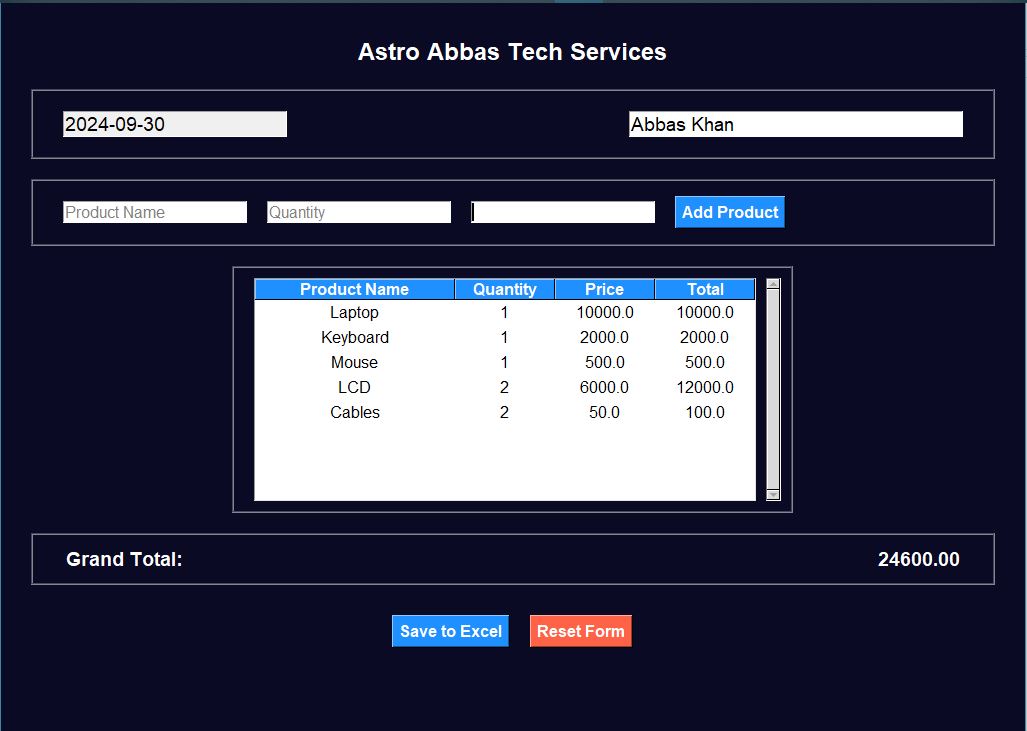 Astro Abbas Tech Services
2024-09-30 Abbas Khan
Product Name Quantity Add Product
Product Name Quantity Price Total
Laptop 1 10000.0 10000.0
Keyboard 1 2000.0 2000.0
Mouse 1 500.0 500.0
LCD 2 6000.0 12000.0
Cables 2 50.0 100.0
Grand Total: 24600.00
Save to Excel Reset Form